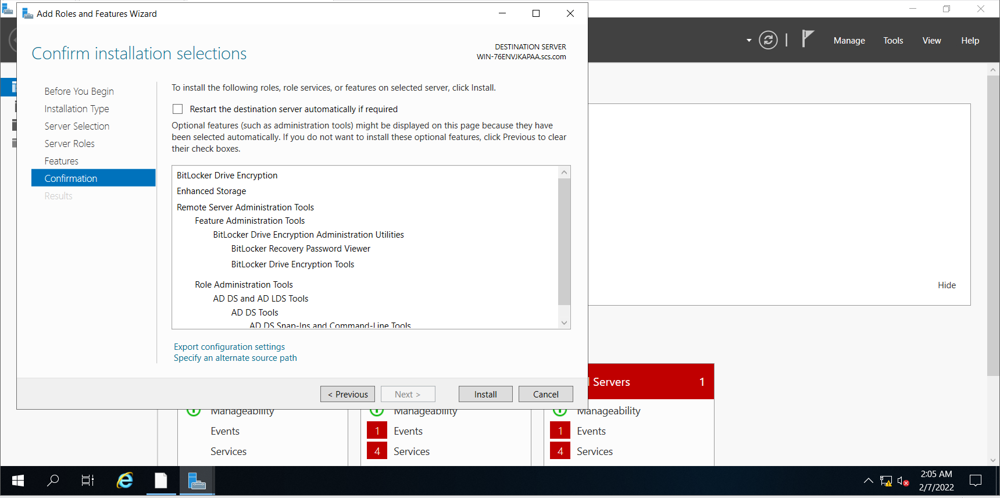 Add Roles and Features Wizard
Manage
Tools
View
Help
Confirm installation selections
DESTINATION SERVER
WIN-76ENVJKAPAA.scs.com
Before You Begin
Installation Type
Server Selection
Server Roles
Features
Confirmation
Results
To install the following roles, role services, or features on selected server, click Install.
Restart the destination server automatically if required
Optional features (such as administration tools) might be displayed on this page because they have
been selected automatically. If you do not want to install these optional features, click Previous to clear
their check boxes.
BitLocker Drive Encryption
Enhanced Storage
Remote Server Administration Tools
Feature Administration Tools
BitLocker Drive Encryption Administration Utilities
BitLocker Recovery Password Viewer
BitLocker Drive Encryption Tools
Role Administration Tools
AD DS and AD LDS Tools
AD DS Tools
AD DS Snap-Ins and Command-Line Tools
Export configuration settings
Specify an alternate source path
< Previous
Next >
Install
Cancel
Hide
Servers 1
Manageability
Events
Services
Manageability
1 Events
4 Services
Manageability
1 Events
4 Services
2:05 AM
2/7/2022